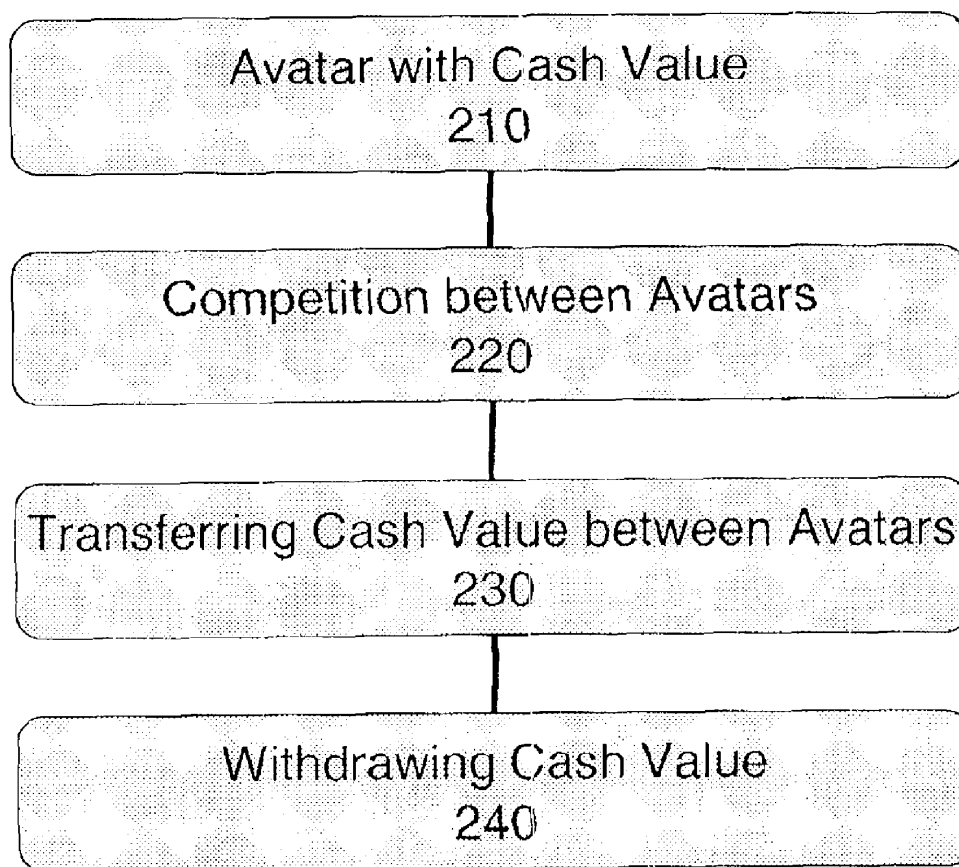 Avatar with Cash Value
210
Competition between Avatars
220
Transferring Cash Value between Avatars
230
Withdrawing Cash Value
240